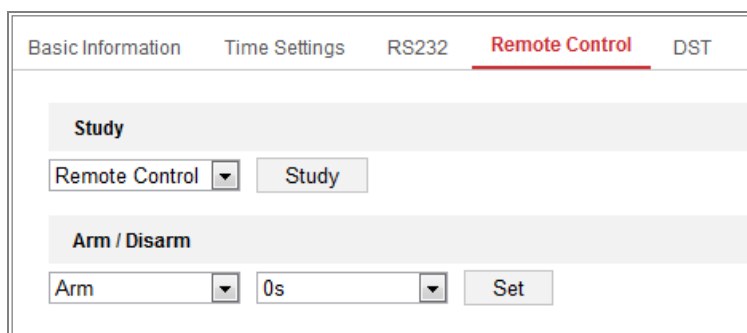 Basic Information Time Settings RS232 Remote Control DST
Study
Remote Control Study
Arm / Disarm
Arm 0s Set